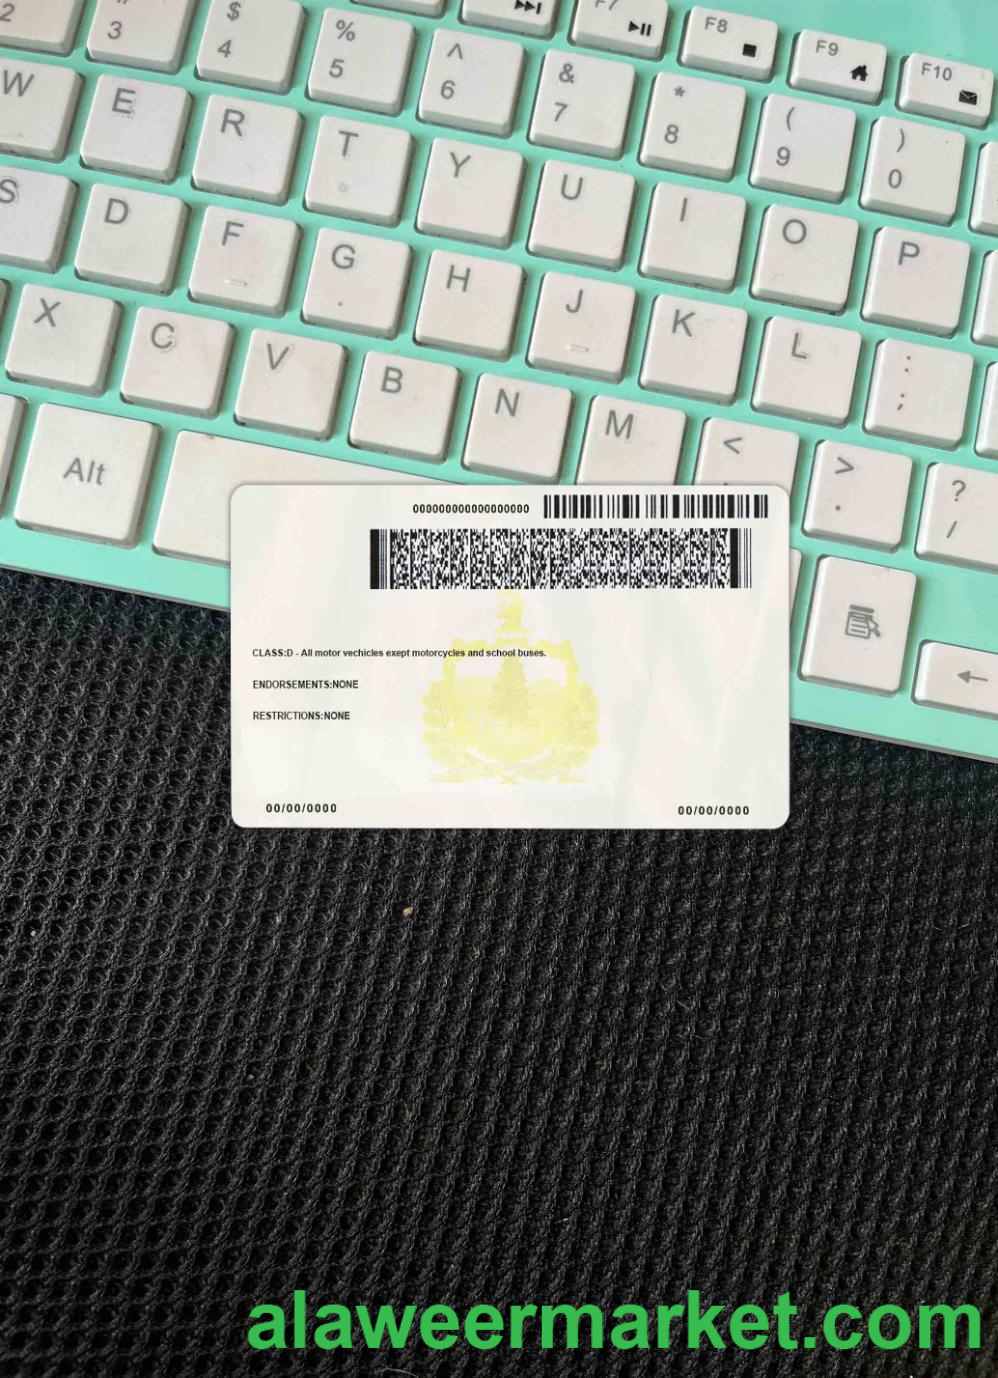 2 # 3 $ 4 % 5 ^ 6 & 7 * 8 ( 9 ) 0
F7 F8 F9 F10
W E R T Y U I O P
S D F G H J K L : ;
X C V B N M < > . ? /
Alt
000000000000000000
CLASS:D - All motor vechicles exept motorcycles and school buses.
ENDORSEMENTS:NONE
RESTRICTIONS:NONE
00/00/0000 00/00/0000
alaweermarket.com